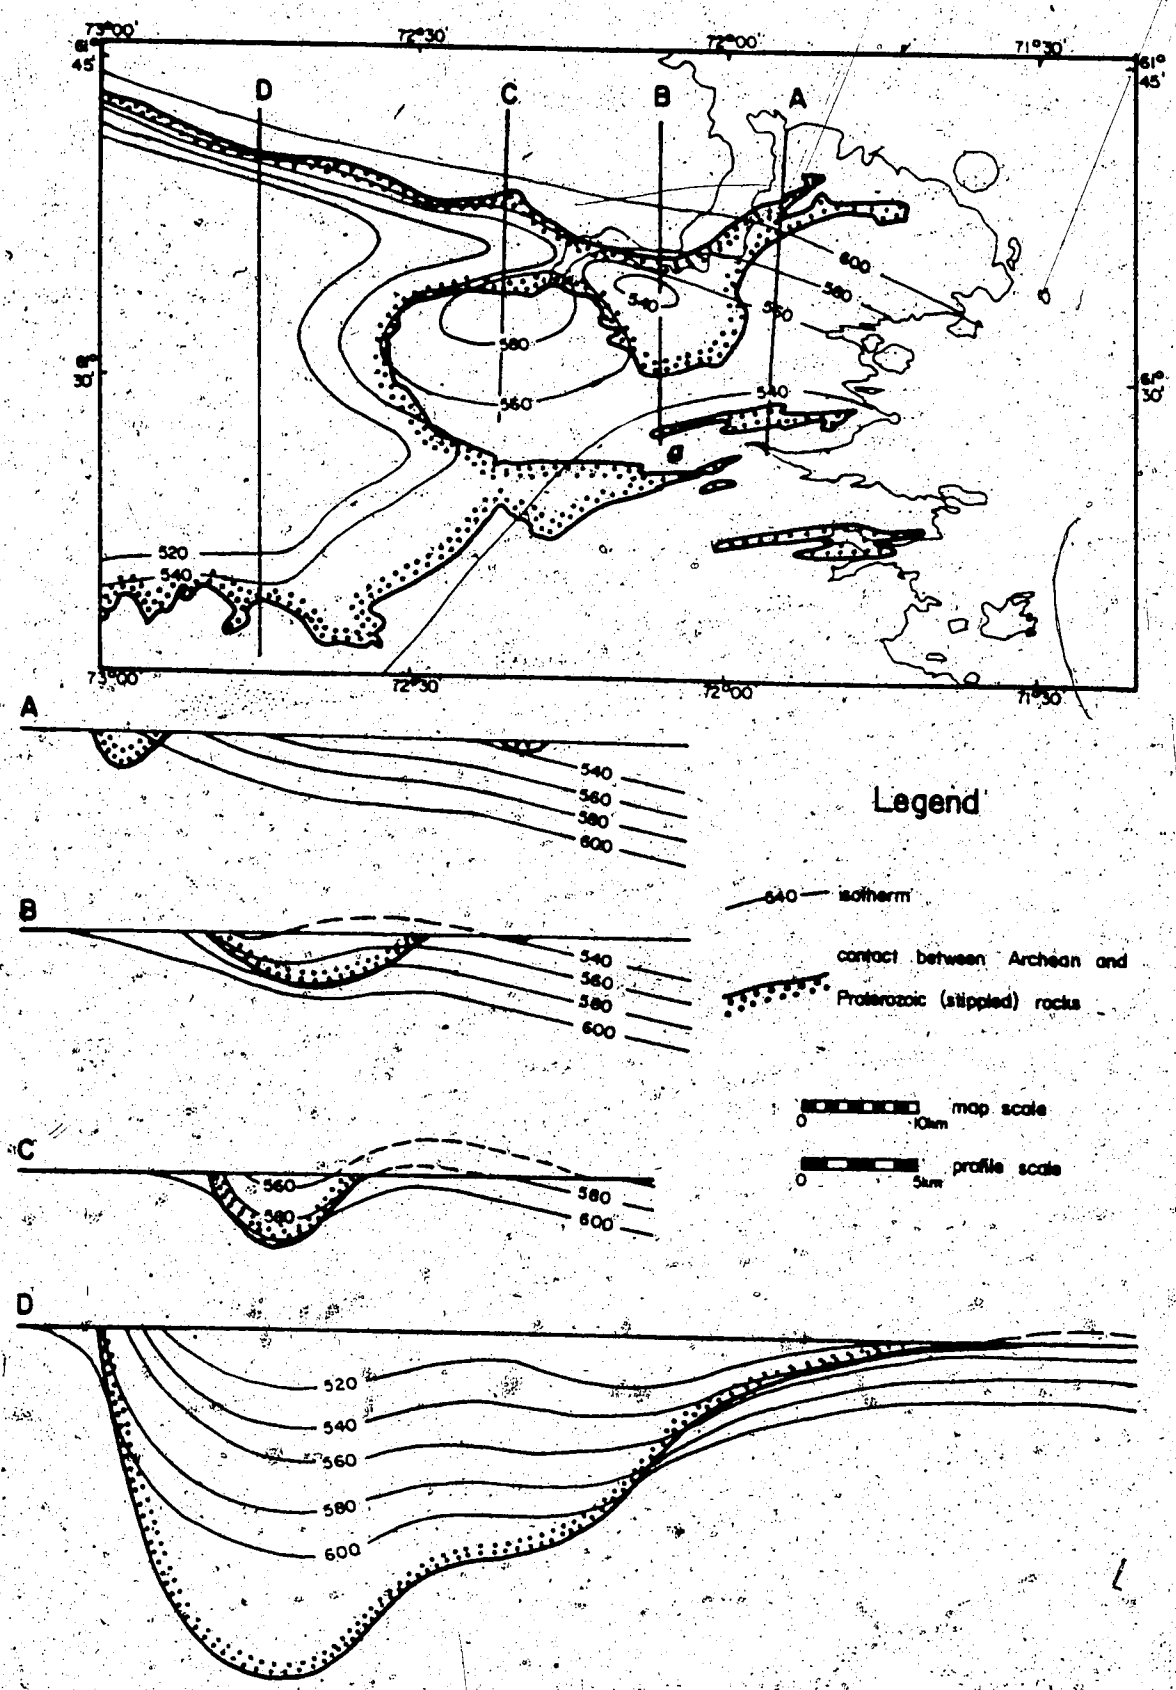 73°00' 72°30' 72°00' 71°30'
61° 45'
61° 45'
D C B A
600
580
560
540
580
560
540
61° 30'
61° 30'
g
520
540
73°00' 72°30' 72°00' 71°30'
A
540
560
580
600
Legend
540 isotherm
contact between Archean and
Proterozoic (stippled) rocks
0 10km map scale
0 5km profile scale
B
540
560
580
600
C
560
580
580
600
D
520
540
560
580
600